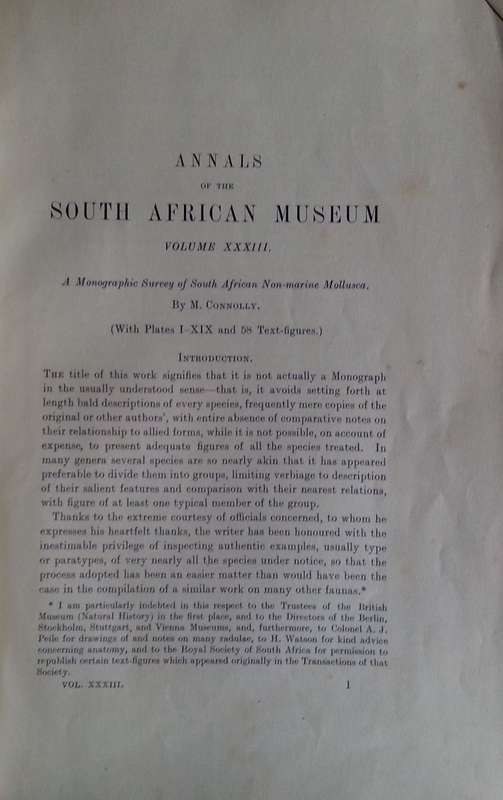 ANNALS
OF THE
SOUTH AFRICAN MUSEUM
VOLUME XXXIII.
A Monographic Survey of South African Non-marine Mollusca.
By M. Connolly.
(With Plates I–XIX and 58 Text-figures.)
Introduction.
The title of this work signifies that it is not actually a Monograph
in the usually understood sense—that is, it avoids setting forth at
length bald descriptions of every species, frequently mere copies of the
original or other authors', with entire absence of comparative notes on
their relationship to allied forms, while it is not possible, on account of
expense, to present adequate figures of all the species treated. In
many genera several species are so nearly akin that it has appeared
preferable to divide them into groups, limiting verbiage to description
of their salient features and comparison with their nearest relations,
with figure of at least one typical member of the group.
Thanks to the extreme courtesy of officials concerned, to whom he
expresses his heartfelt thanks, the writer has been honoured with the
inestimable privilege of inspecting authentic examples, usually type
or paratypes, of very nearly all the species under notice, so that the
process adopted has been an easier matter than would have been the
case in the compilation of a similar work on many other faunas.*
* I am particularly indebted in this respect to the Trustees of the British
Museum (Natural History) in the first place, and to the Directors of the Berlin,
Stockholm, Stuttgart, and Vienna Museums, and, furthermore, to Colonel A. J.
Peile for drawings of and notes on many radulae, to H. Watson for kind advice
concerning anatomy, and to the Royal Society of South Africa for permission to
republish certain text-figures which appeared originally in the Transactions of that
Society.
VOL. XXXIII. 1